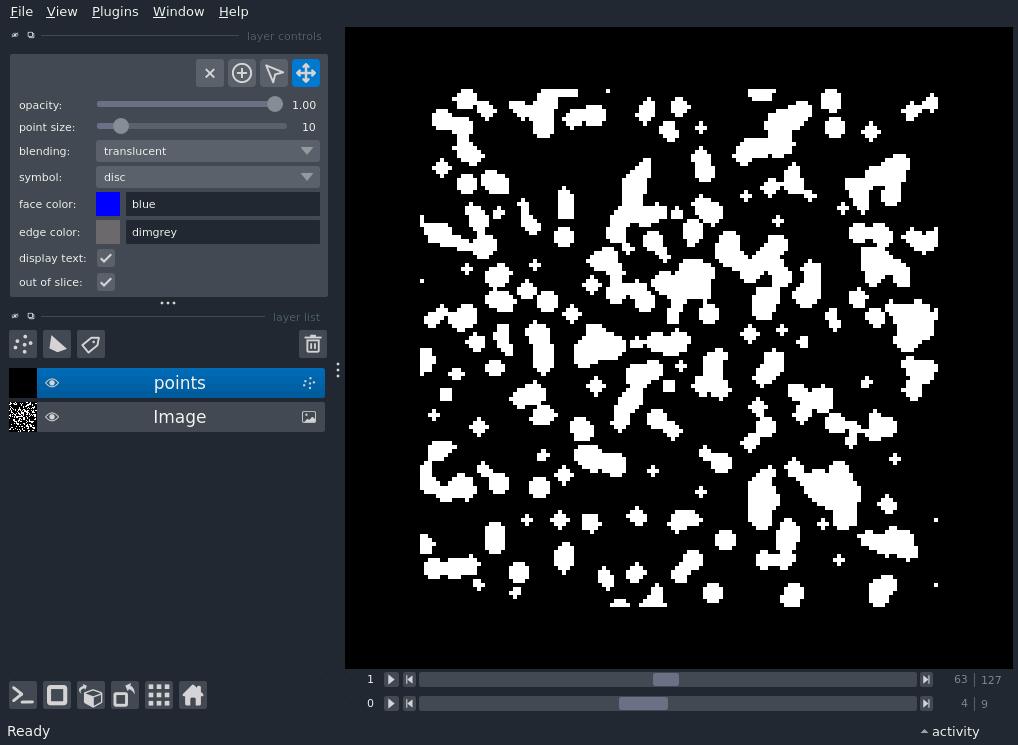 File View Plugins Window Help
layer controls
opacity: 1.00
point size: 10
blending: translucent
symbol: disc
face color: blue
edge color: dimgrey
display text:
out of slice:
layer list
points
Image
1 63 127
0 4 9
Ready activity